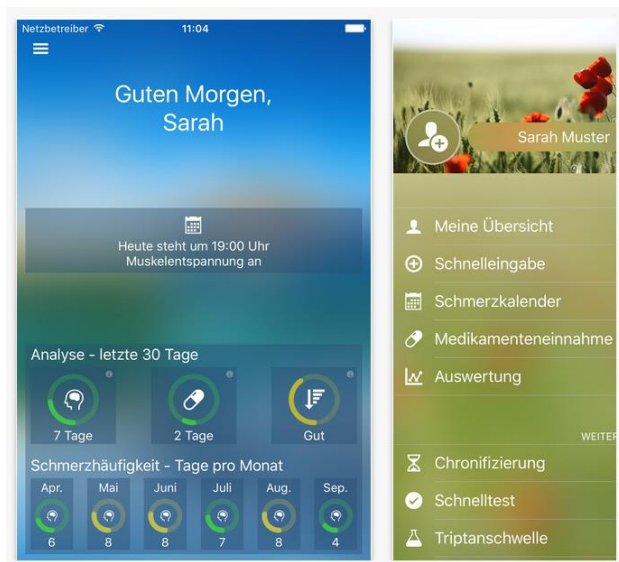 Netzbetreiber 11:04
Guten Morgen,
Sarah
Heute steht um 19:00 Uhr
Muskelentspannung an
Analyse - letzte 30 Tage
7 Tage 2 Tage Gut
Schmerzhäufigkeit - Tage pro Monat
Apr. Mai Juni Juli Aug. Sep.
6 8 8 7 8 4
Sarah Muster
Meine Übersicht
Schnelleingabe
Schmerzkalender
Medikamenteneinnahme
Auswertung
WEITER
Chronifizierung
Schnelltest
Triptanschwelle